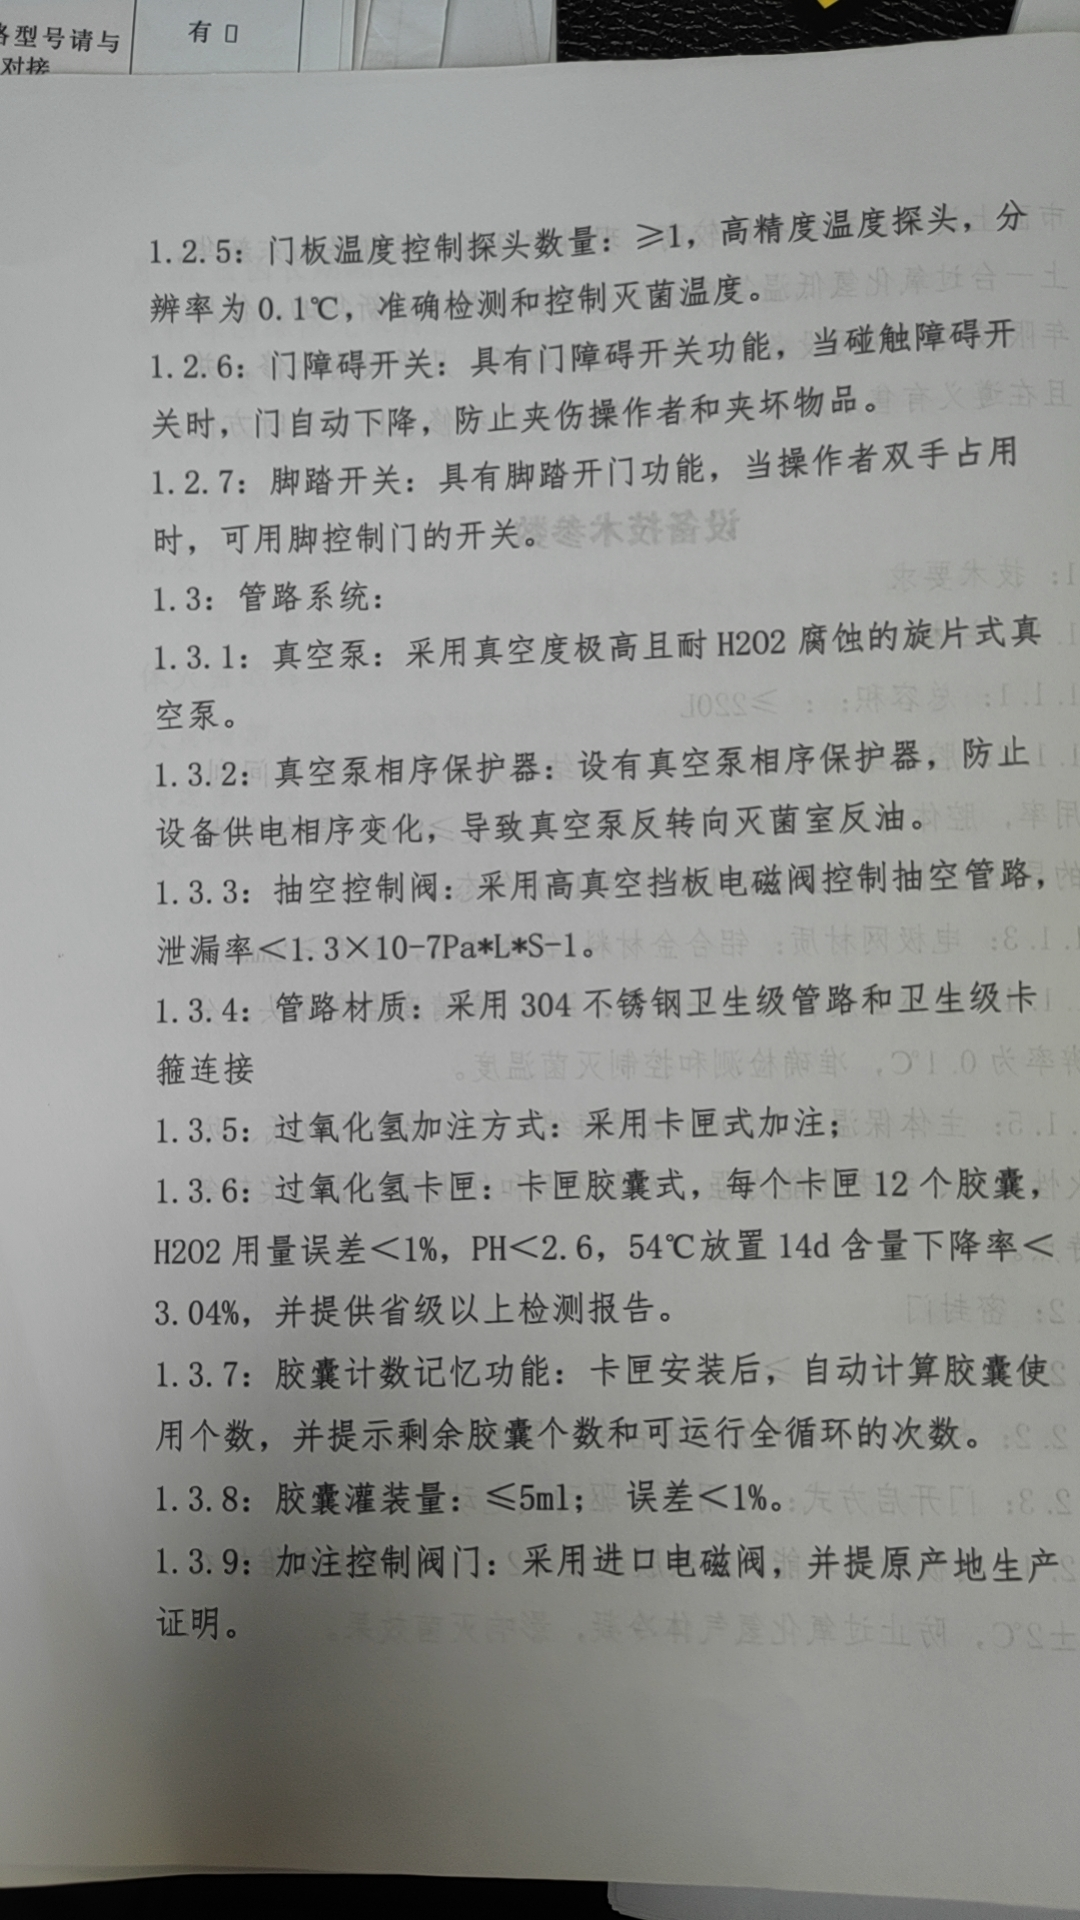 格型号请与
有 □
对接
1.2.5：门板温度控制探头数量：≥1，高精度温度探头，分
辨率为 0.1℃，准确检测和控制灭菌温度。
1.2.6：门障碍开关：具有门障碍开关功能，当碰触障碍开
关时，门自动下降，防止夹伤操作者和夹坏物品。
1.2.7：脚踏开关：具有脚踏开门功能，当操作者双手占用
时，可用脚控制门的开关。
1.3：管路系统：
1.3.1：真空泵：采用真空度极高且耐 H2O2 腐蚀的旋片式真
空泵。
1.3.2：真空泵相序保护器：设有真空泵相序保护器，防止
设备供电相序变化，导致真空泵反转向灭菌室反油。
1.3.3：抽空控制阀：采用高真空挡板电磁阀控制抽空管路，
泄漏率＜1.3×10-7Pa*L*S-1。
1.3.4：管路材质：采用 304 不锈钢卫生级管路和卫生级卡
箍连接
1.3.5：过氧化氢加注方式：采用卡匣式加注；
1.3.6：过氧化氢卡匣：卡匣胶囊式，每个卡匣 12 个胶囊，
H2O2 用量误差＜1%，PH＜2.6，54℃放置 14d 含量下降率＜
3.04%，并提供省级以上检测报告。
1.3.7：胶囊计数记忆功能：卡匣安装后，自动计算胶囊使
用个数，并提示剩余胶囊个数和可运行全循环的次数。
1.3.8：胶囊灌装量：≤5ml； 误差＜1%。
1.3.9：加注控制阀门：采用进口电磁阀，并提原产地生产
证明。